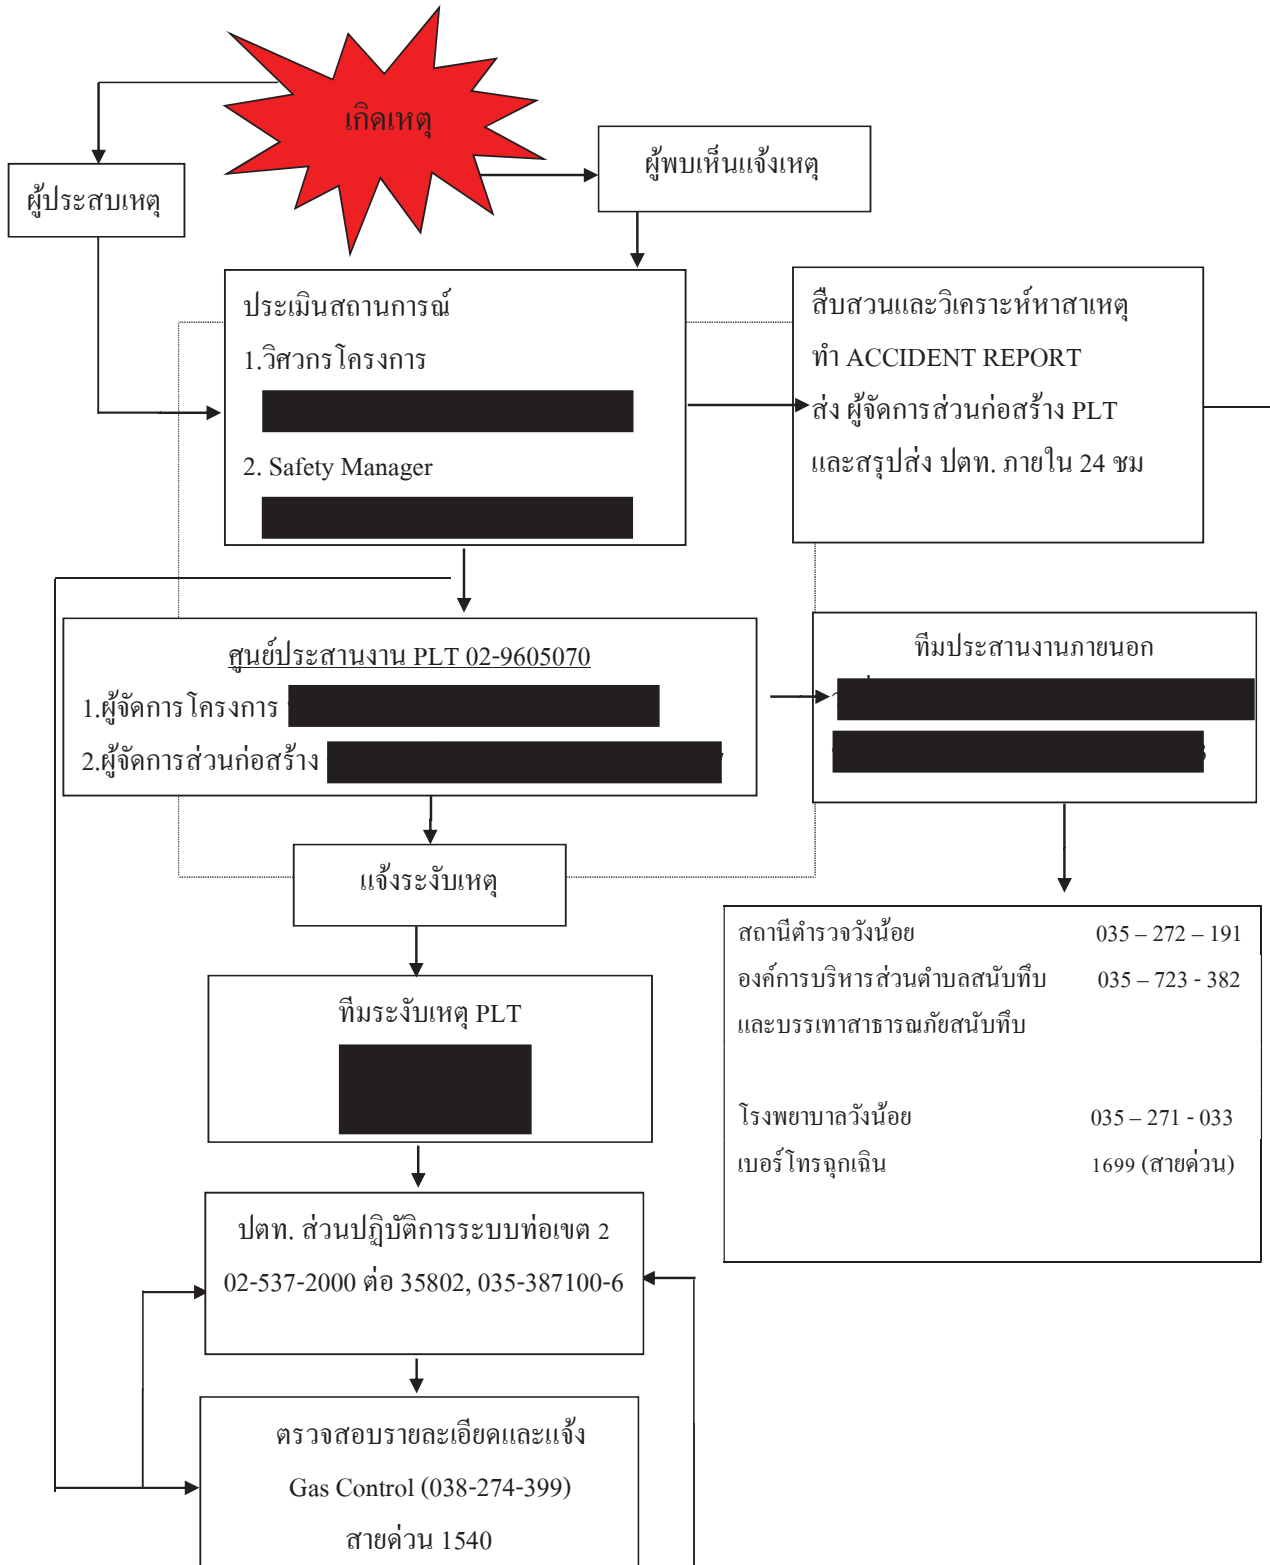 เกิดเหตุ
ผู้พบเห็นแจ้งเหตุ
ผู้ประสบเหตุ
ประเมินสถานการณ์
1.วิศวกรโครงการ
2. Safety Manager
สืบสวนและวิเคราะห์หาสาเหตุ
ทำ ACCIDENT REPORT
ส่ง ผู้จัดการส่วนก่อสร้าง PLT
และสรุปส่ง ปตท. ภายใน 24 ชม
ศูนย์ประสานงาน PLT 02-9605070
1.ผู้จัดการโครงการ
2.ผู้จัดการส่วนก่อสร้าง
ทีมประสานงานภายนอก
แจ้งระงับเหตุ
สถานีตำรวจวังน้อย 035 – 272 – 191
องค์การบริหารส่วนตำบลสนับทึบ 035 – 723 - 382
และบรรเทาสาธารณภัยสนับทึบ
โรงพยาบาลวังน้อย 035 – 271 - 033
เบอร์โทรฉุกเฉิน 1699 (สายด่วน)
ทีมระงับเหตุ PLT
ปตท. ส่วนปฏิบัติการระบบท่อเขต 2
02-537-2000 ต่อ 35802, 035-387100-6
ตรวจสอบรายละเอียดและแจ้ง
Gas Control (038-274-399)
สายด่วน 1540